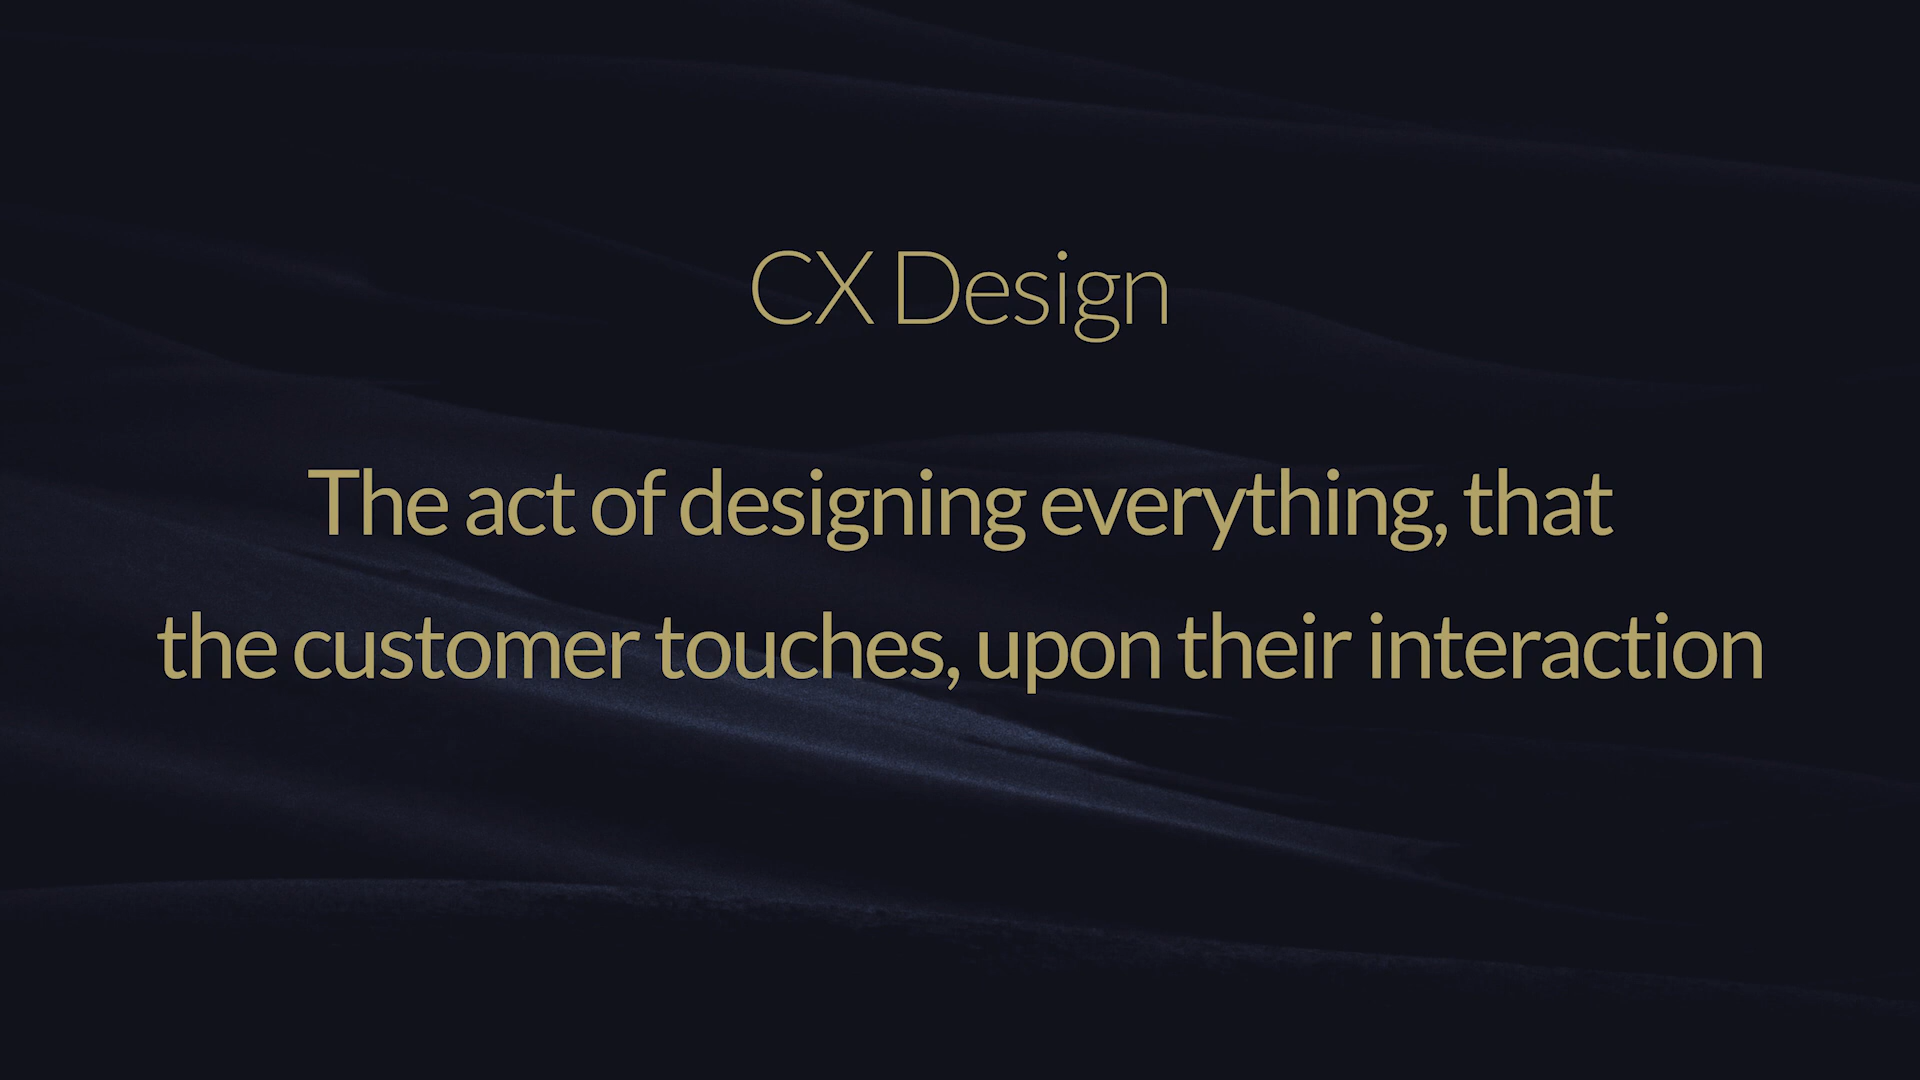 CX Design
The act of designing everything, that
the customer touches, upon their interaction